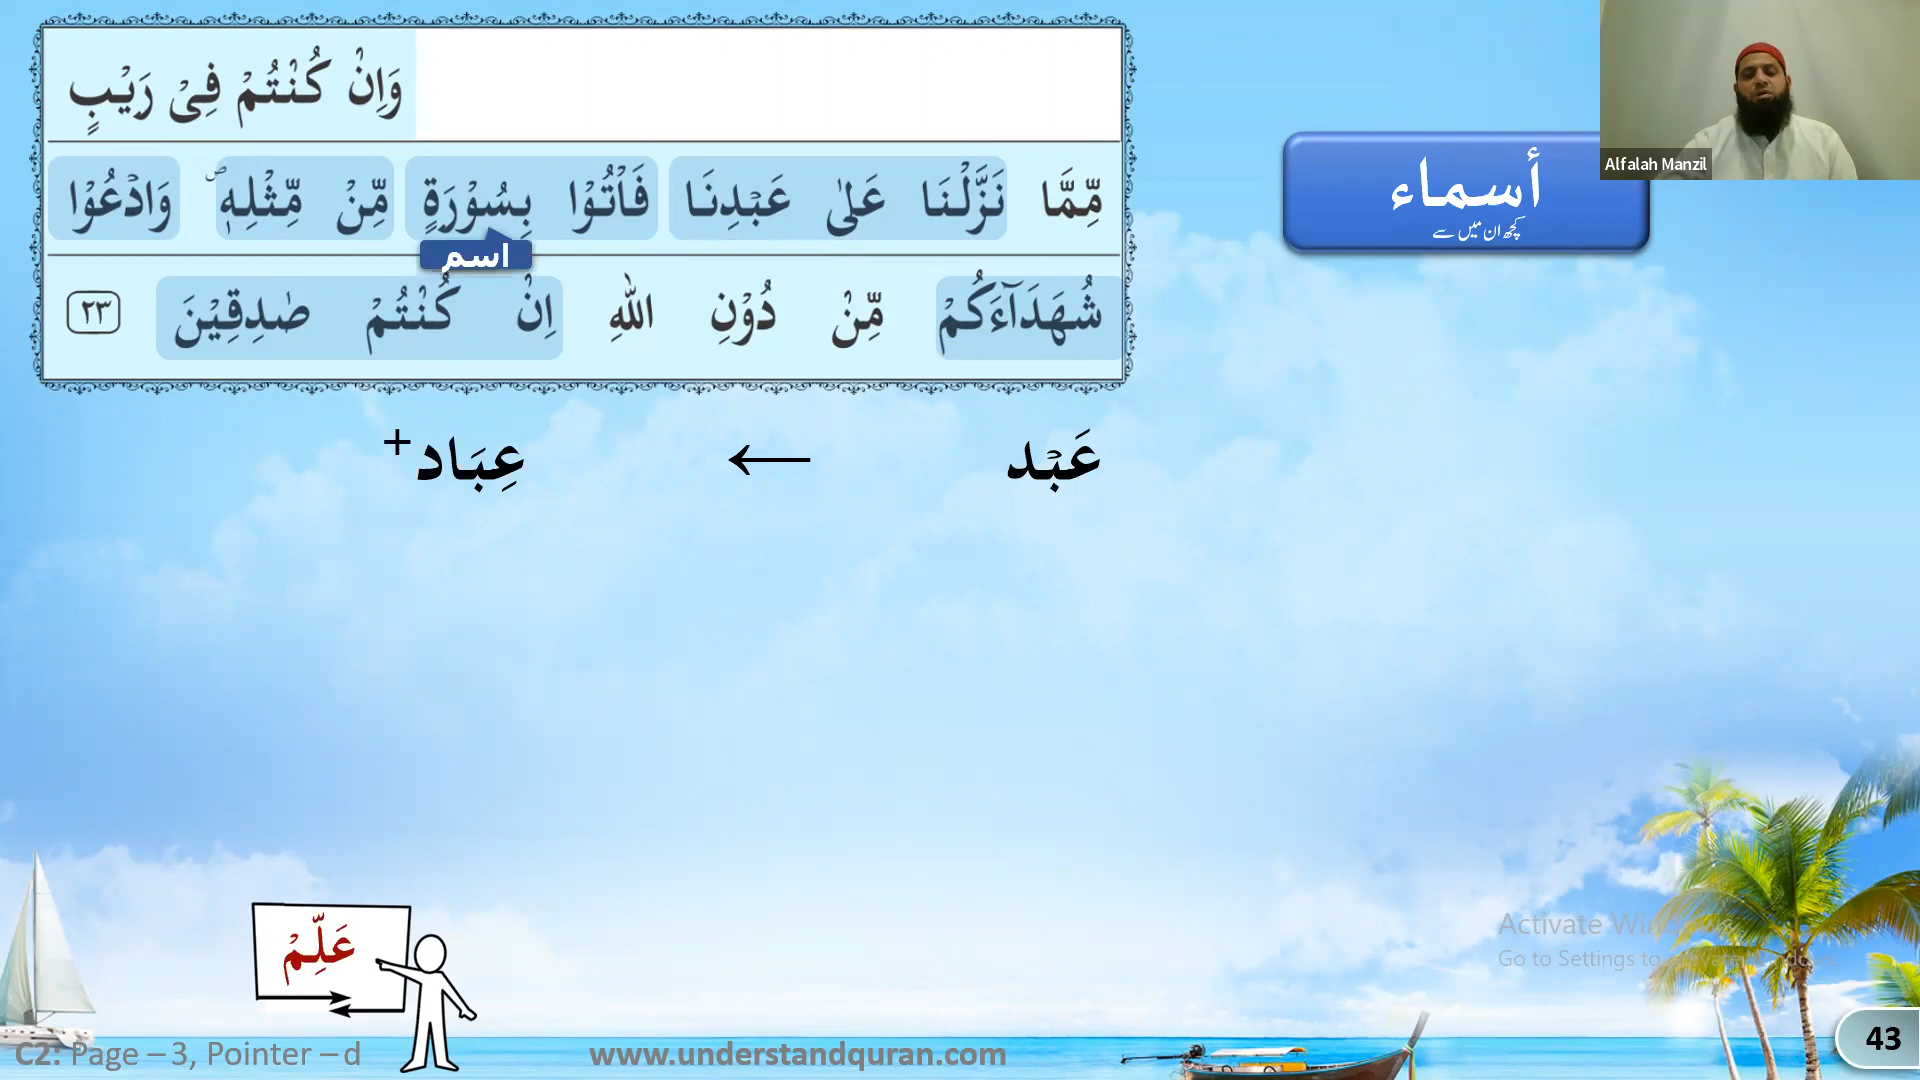 وَاِنْ كُنْتُمْ فِىْ رَيْبٍ
مِّمَّا نَزَّلْنَا عَلٰى عَبْدِنَا فَاْتُوْا بِسُوْرَةٍ مِّنْ مِّثْلِهٖ ۪ وَادْعُوْا
اسم
شُهَدَآءَكُمْ مِّنْ دُوْنِ اللّٰهِ اِنْ كُنْتُمْ صٰدِقِيْنَ ٢٣
أسماء
کچھ ان میں سے
Alfalah Manzil
عَبْد ← عِبَاد+
عَلِّمْ
Activate Windows
Go to Settings to
C2: Page – 3, Pointer – d
www.understandquran.com
43